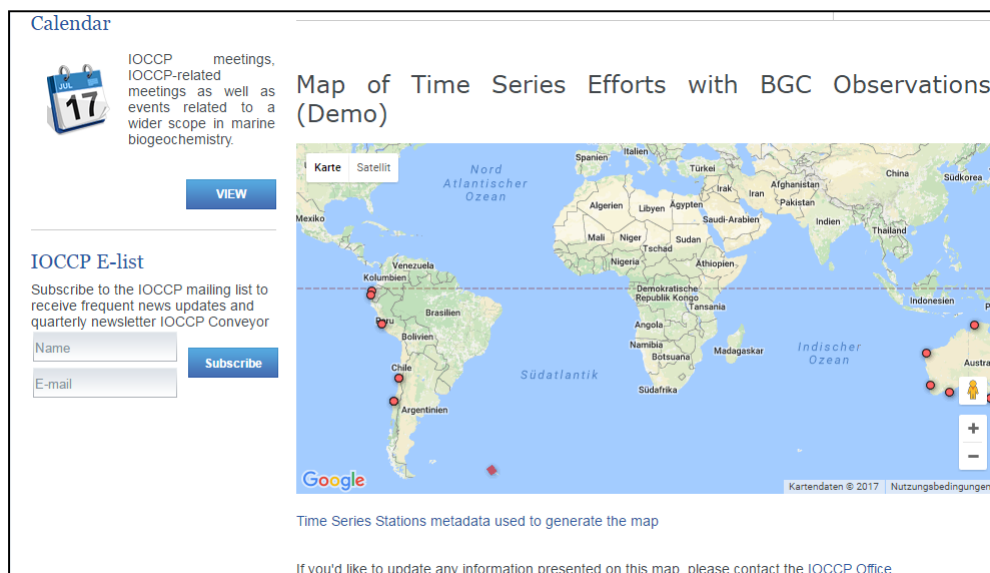 Calendar
JUL
17
IOCCP meetings,
IOCCP-related
meetings as well as
events related to a
wider scope in marine
biogeochemistry.
VIEW
IOCCP E-list
Subscribe to the IOCCP mailing list to
receive frequent news updates and
quarterly newsletter IOCCP Conveyor
Name
E-mail
Subscribe
Map of Time Series Efforts with BGC Observations
(Demo)
Karte Satellit
Nord
Atlantischer
Ozean
Spanien
Italien
Türkei
Irak
Iran
Afghanistan
Pakistan
China
Südkorea
Mexiko
Algerien
Libyen
Ägypten
Saudi-Arabien
Indien
Thailand
Mali
Niger
Tschad
Sudan
Nigeria
Äthiopien
Venezuela
Kolumbien
Demokratische
Republik Kongo
Tansania
Indonesien
P
Peru
Brasilien
Bolivien
Angola
Namibia
Botsuana
Madagaskar
Indischer
Ozean
Chile
Südatlantik
Südafrika
Austra
Argentinien
Google
Kartendaten © 2017
Nutzungsbedingungen
Time Series Stations metadata used to generate the map
If you'd like to update any information presented on this map, please contact the IOCCP Office